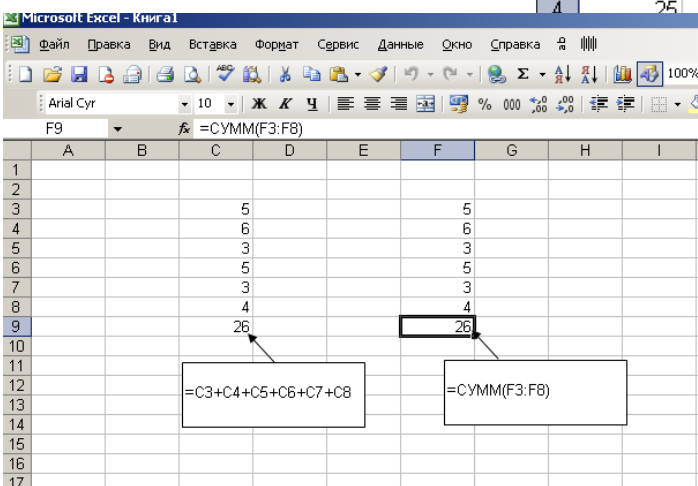 4 25
Microsoft Excel - Книга1
Файл Правка Вид Вставка Формат Сервис Данные Окно Справка
100%
Arial Cyr 10 Ж К Ч % 000
F9 fx =СУММ(F3:F8)
A B C D E F G H I
1
2
3 5 5
4 6 6
5 3 3
6 5 5
7 3 3
8 4 4
9 26 26
10
11
12 =C3+C4+C5+C6+C7+C8 =СУММ(F3:F8)
13
14
15
16
17